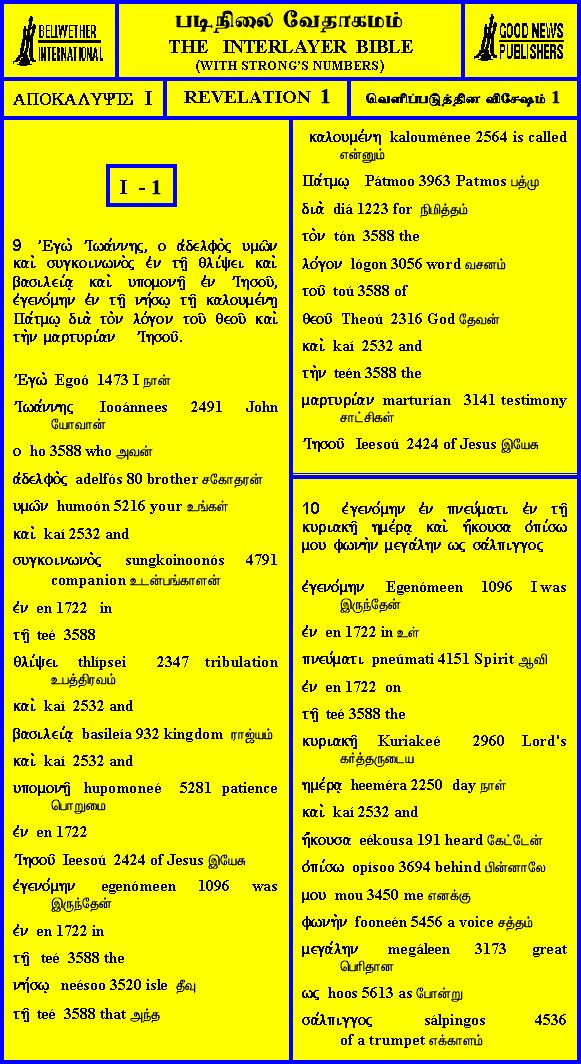 BELLWETHER
INTERNATIONAL
படிநிலை வேதாகமம்
THE INTERLAYER BIBLE
(WITH STRONG'S NUMBERS)
GOOD NEWS
PUBLISHERS
ΑΠΟΚΑΛΥΨΙΣ I
REVELATION 1
வெளிப்படுத்தின விசேஷம் 1
I - 1
9 Ἐγὼ Ἰωάννης, ο ἀδελφὸς υμῶν
καὶ συγκοινωνὸς ἐν τῇ θλίψει καὶ
βασιλείᾳ καὶ υπομονῇ ἐν Ἰησοῦ,
ἐγενόμην ἐν τῇ νήσῳ τῇ καλουμένῃ
Πάτμῳ διὰ τὸν λόγον τοῦ θεοῦ καὶ
τὴν μαρτυρίαν Ἰησοῦ.
Ἐγὼ Egoó 1473 I நான்
Ἰωάννης Iooánnees 2491 John
யோவான்
ο ho 3588 who அவன்
ἀδελφὸς adelfós 80 brother சகோதரன்
υμῶν humoón 5216 your உங்கள்
καὶ kaí 2532 and
συγκοινωνὸς sungkoinoonós 4791
companion உடன்பங்காளன்
ἐν en 1722 in
τῇ teé 3588
θλίψει thlípsei 2347 tribulation
உபத்திரவம்
καὶ kaí 2532 and
βασιλείᾳ basileía 932 kingdom ராஜ்யம்
καὶ kaí 2532 and
υπομονῇ hupomoneé 5281 patience
பொறுமை
ἐν en 1722
Ἰησοῦ Ieesoú 2424 of Jesus இயேசு
ἐγενόμην egenómeen 1096 was
இருந்தேன்
ἐν en 1722 in
τῇ teé 3588 the
νήσῳ neésoo 3520 isle தீவு
τῇ teé 3588 that அந்த
καλουμένῃ kalouménee 2564 is called
என்னும்
Πάτμῳ Pátmoo 3963 Patmos பத்மு
διὰ diá 1223 for நிமித்தம்
τὸν tón 3588 the
λόγον lógon 3056 word வசனம்
τοῦ toú 3588 of
θεοῦ Theoú 2316 God தேவன்
καὶ kaí 2532 and
τὴν teén 3588 the
μαρτυρίαν marturían 3141 testimony
சாட்சிகள்
Ἰησοῦ Ieesoú 2424 of Jesus இயேசு
10 ἐγενόμην ἐν πνεύματι ἐν τῇ
κυριακῇ ημέρᾳ καὶ ἤκουσα ὀπίσω
μου φωνὴν μεγάλην ως σάλπιγγος
ἐγενόμην Egenómeen 1096 I was
இருந்தேன்
ἐν en 1722 in உள்
πνεύματι pneúmati 4151 Spirit ஆவி
ἐν en 1722 on
τῇ teé 3588 the
κυριακῇ Kuriakeé 2960 Lord's
கர்த்தருடைய
ημέρᾳ heeméra 2250 day நாள்
καὶ kaí 2532 and
ἤκουσα eékousa 191 heard கேட்டேன்
ὀπίσω opísoo 3694 behind பின்னாலே
μου mou 3450 me எனக்கு
φωνὴν fooneén 5456 a voice சத்தம்
μεγάλην megáleen 3173 great
பெரிதான
ως hoos 5613 as போன்று
σάλπιγγος sálpingos 4536
of a trumpet எக்காளம்